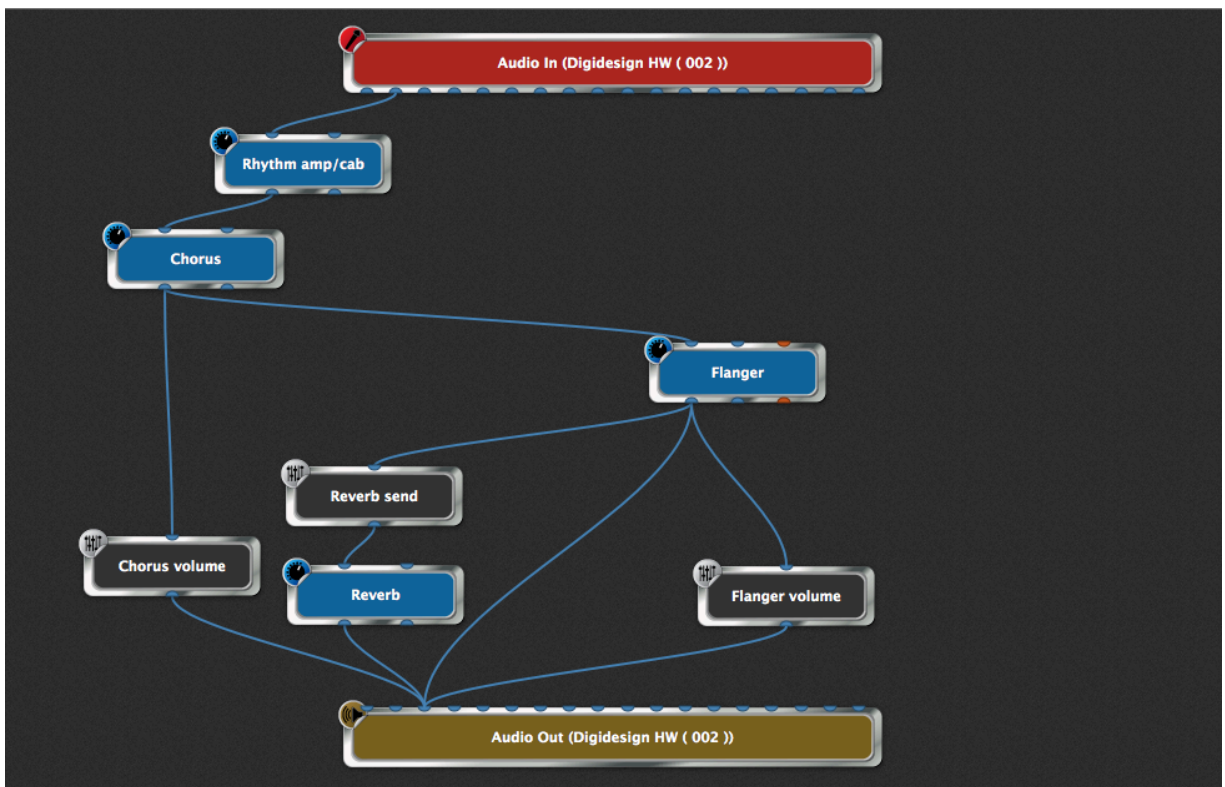 Audio In (Digidesign HW ( 002 ))
Rhythm amp/cab
Chorus
Flanger
Reverb send
Chorus volume
Reverb
Flanger volume
Audio Out (Digidesign HW ( 002 ))